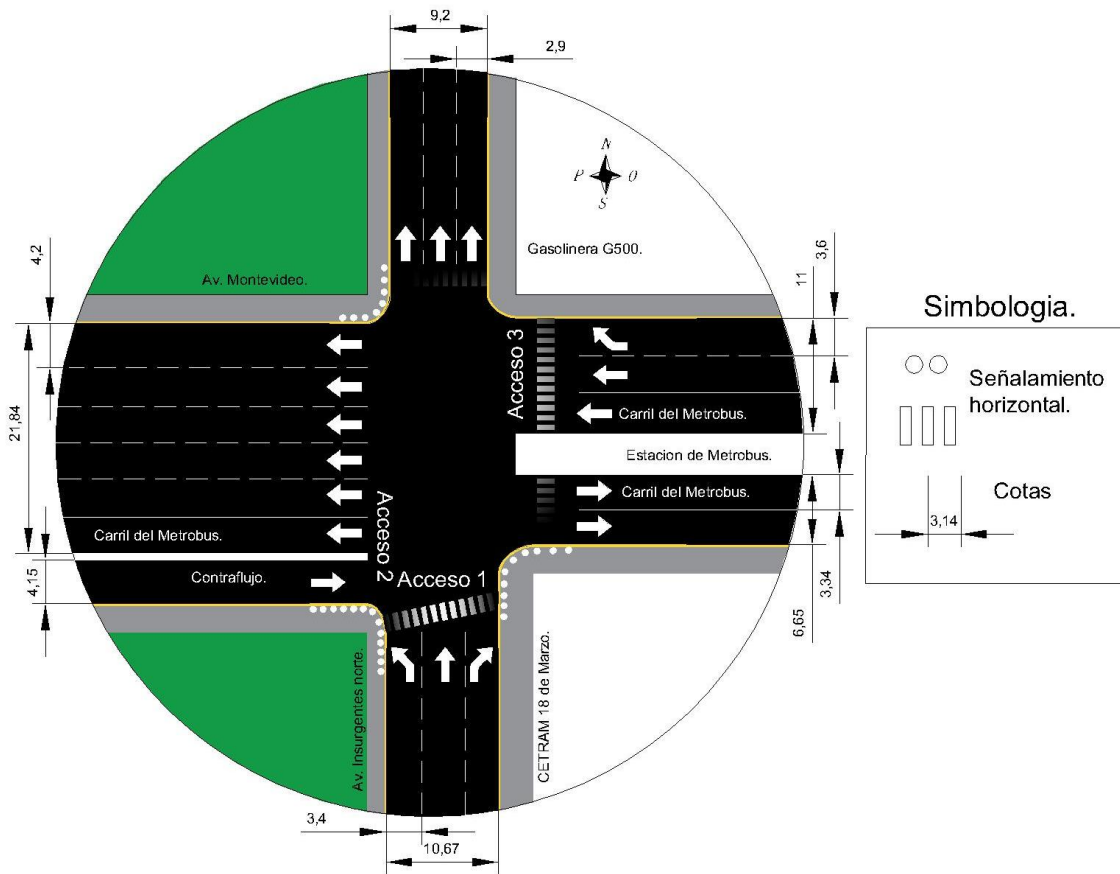 9,2
2,9
N
P O
S
Gasolinera G500.
Av. Montevideo.
4,2
3,6
11
Simbologia.
Acceso 3
Señalamiento
horizontal.
21,84
Carril del Metrobus.
Estacion de Metrobus.
Carril del Metrobus.
Cotas
3,14
Acceso 2
Carril del Metrobus.
Contraflujo.
Acceso 1
4,15
3,34
6,65
Av. Insurgentes norte.
CETRAM 18 de Marzo.
3,4
10,67